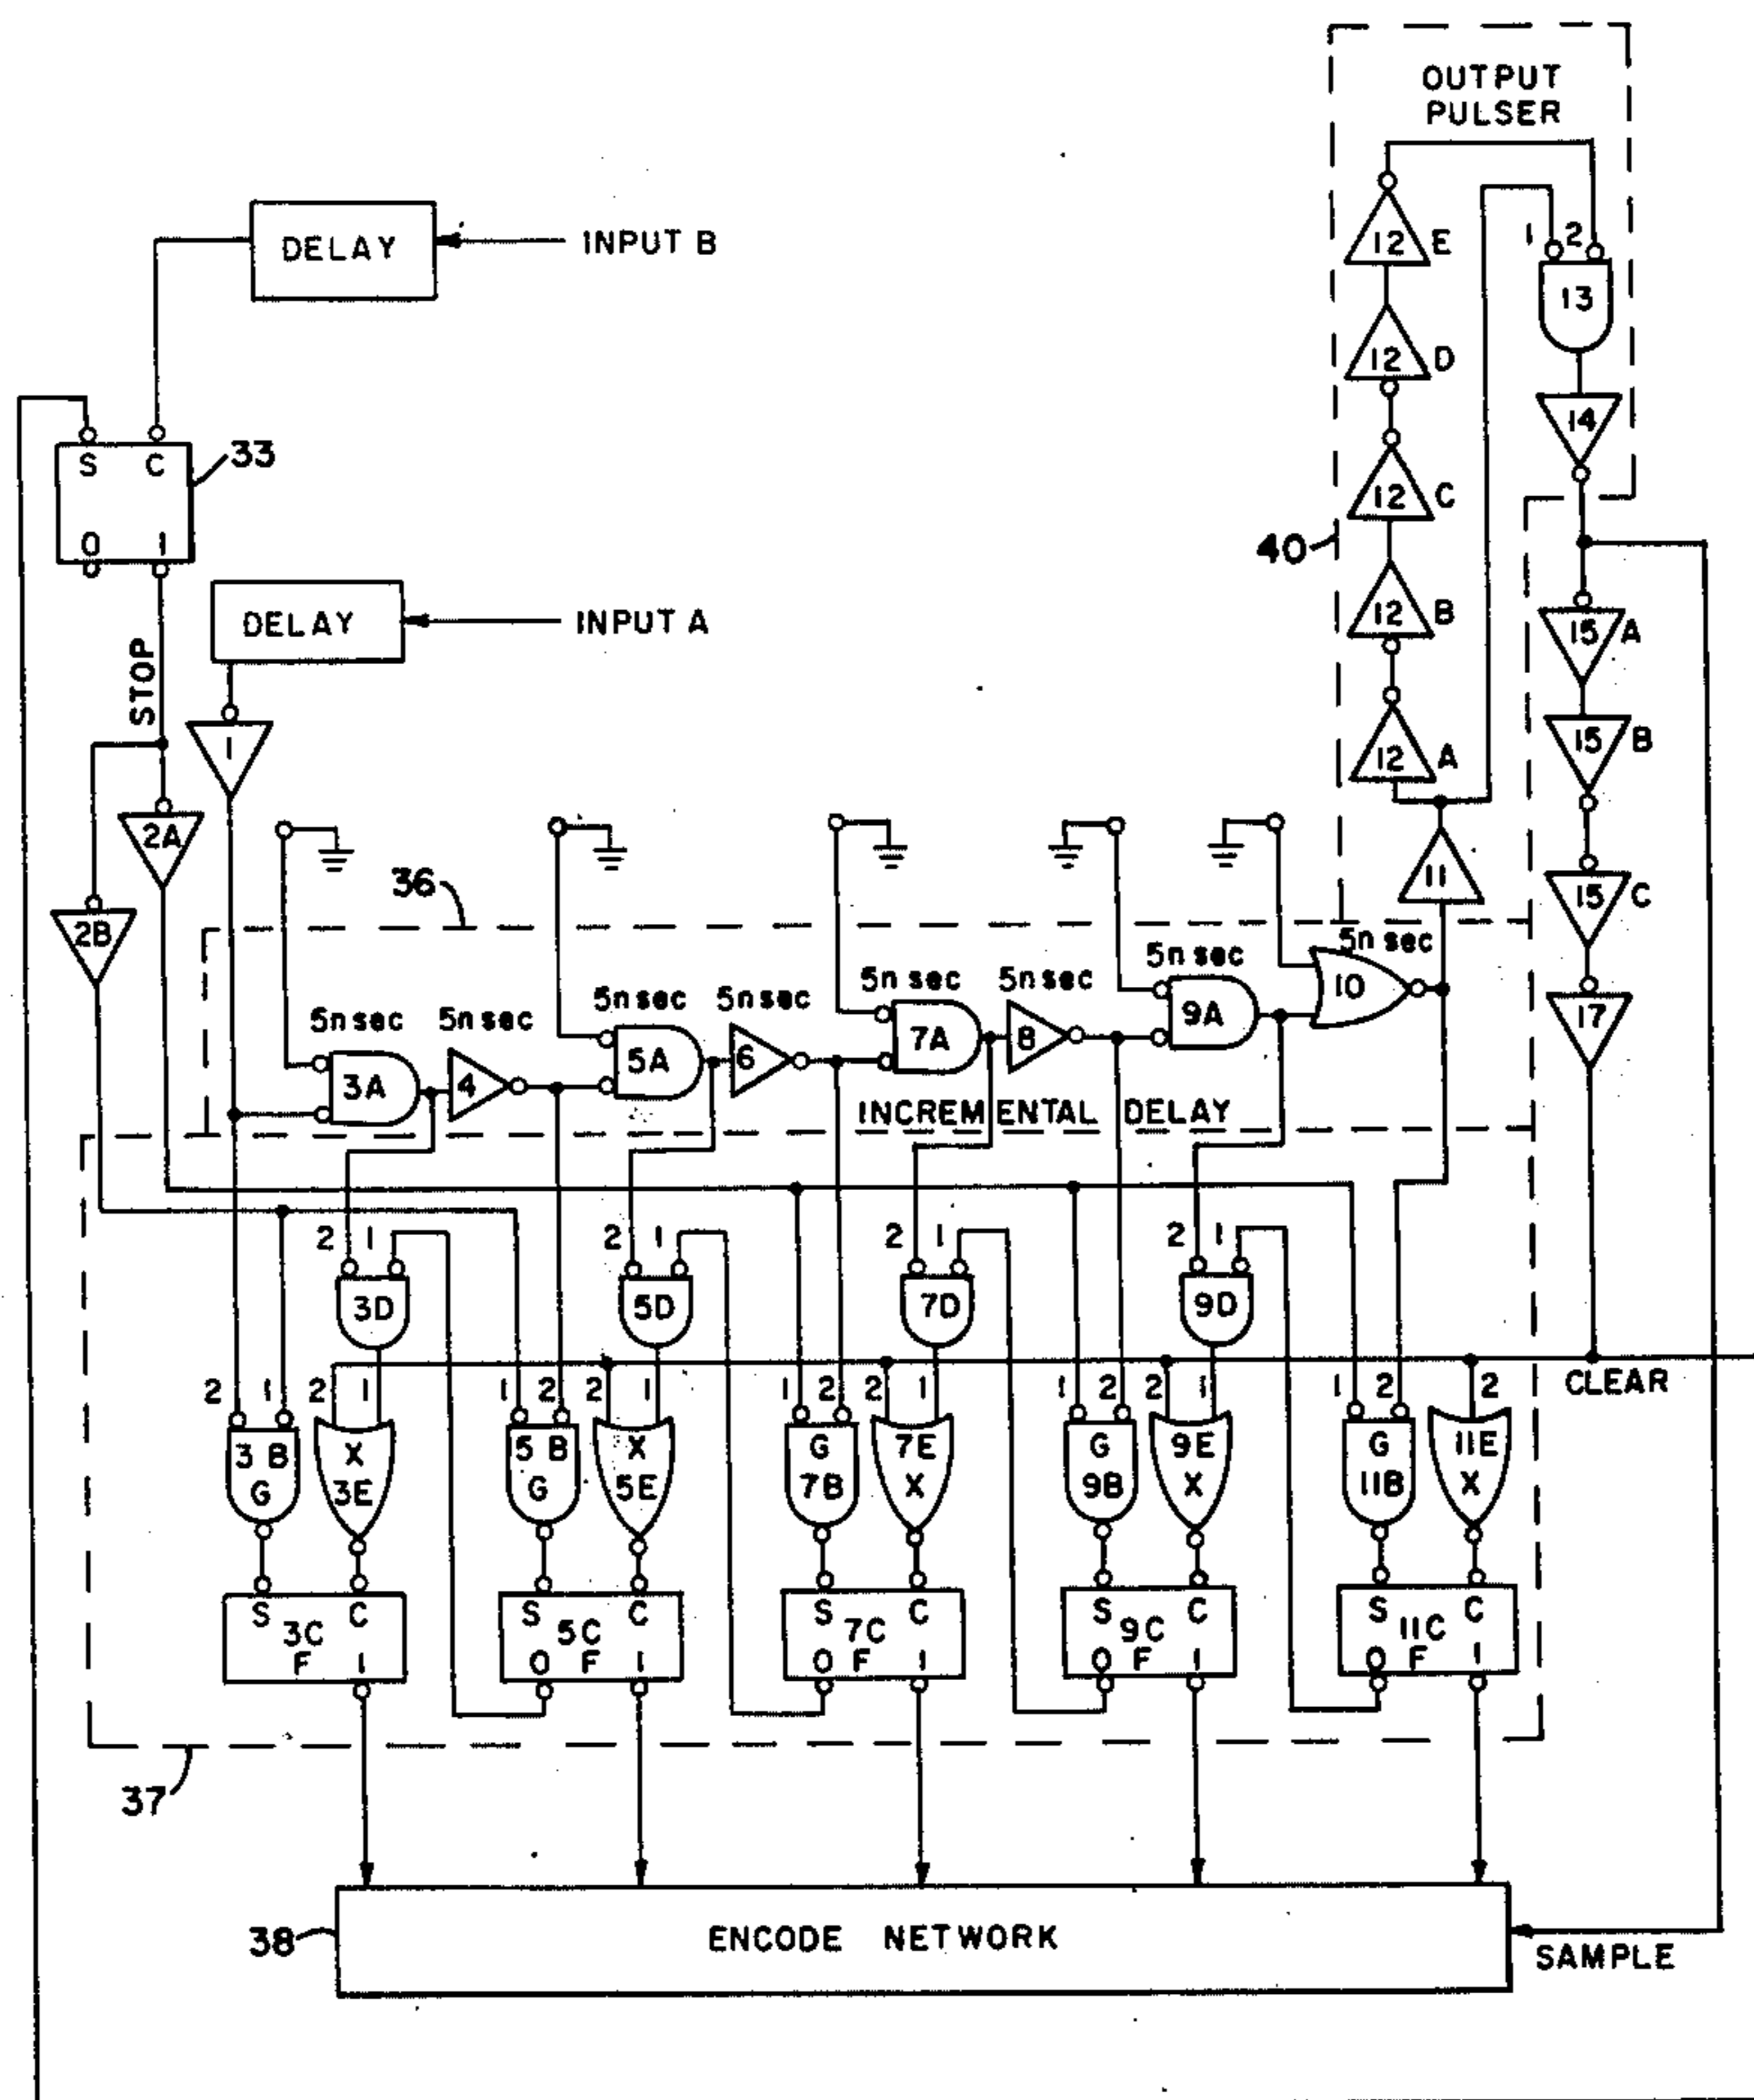 OUTPUT
PULSER
12 E
1 2
13
DELAY
INPUT B
12 D
14
S C
33
12 C
0 1
40
DELAY
INPUT A
12 B
15 A
STOP
1
12 A
15 B
2A
11
15 C
36
2B
5n sec
5n sec
5n sec
5n sec
5n sec
5n sec
5n sec
5n sec
3A
4
5A
6
7A
8
9A
10
17
INCREMENTAL DELAY
2 1
2 1
2 1
2 1
3D
5D
7D
9D
CLEAR
2 1 2 1
1 2 2 1
1 2 2 1
1 2 2 1
1 2 2
3 B
G
X
3E
5 B
G
X
5E
G
7B
7E
X
G
9B
9E
X
G
11B
11E
X
S C
3C
F 1
S C
5C
0 F 1
S C
7C
0 F 1
S C
9C
0 F 1
S C
11C
0 F 1
37
38
ENCODE NETWORK
SAMPLE